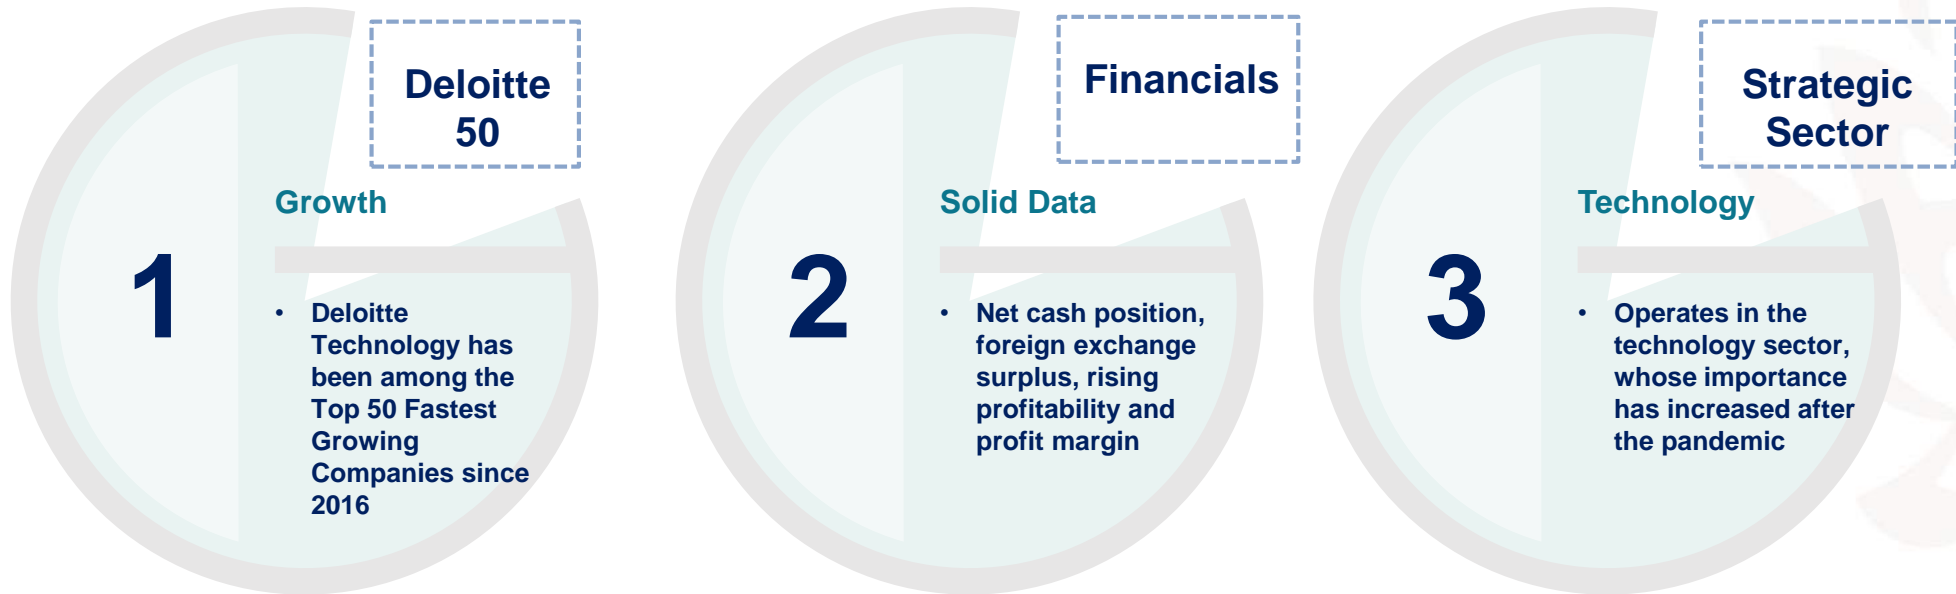 Deloitte
50
Growth
1
• Deloitte
Technology has
been among the
Top 50 Fastest
Growing
Companies since
2016
Financials
Solid Data
2
• Net cash position,
foreign exchange
surplus, rising
profitability and
profit margin
Strategic
Sector
Technology
3
• Operates in the
technology sector,
whose importance
has increased after
the pandemic